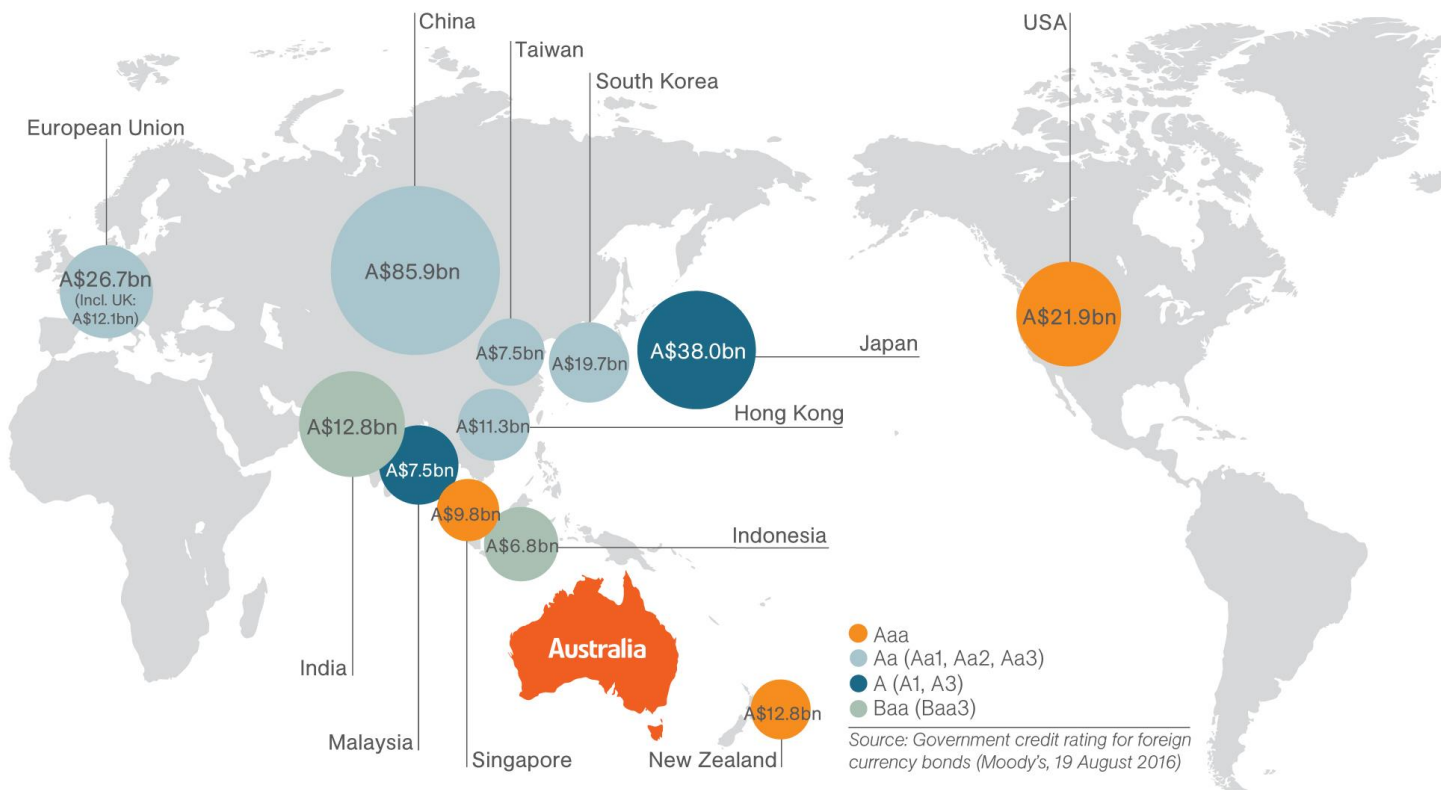 China
USA
Taiwan
South Korea
European Union
A$26.7bn
(Incl. UK:
A$12.1bn)
A$85.9bn
A$21.9bn
A$7.5bn
A$19.7bn
A$38.0bn
Japan
A$12.8bn
A$11.3bn
Hong Kong
A$7.5bn
A$9.8bn
A$6.8bn
Indonesia
Australia
India
Malaysia
Singapore
New Zealand
A$12.8bn
Aaa
Aa (Aa1, Aa2, Aa3)
A (A1, A3)
Baa (Baa3)
Source: Government credit rating for foreign
currency bonds (Moody's, 19 August 2016)